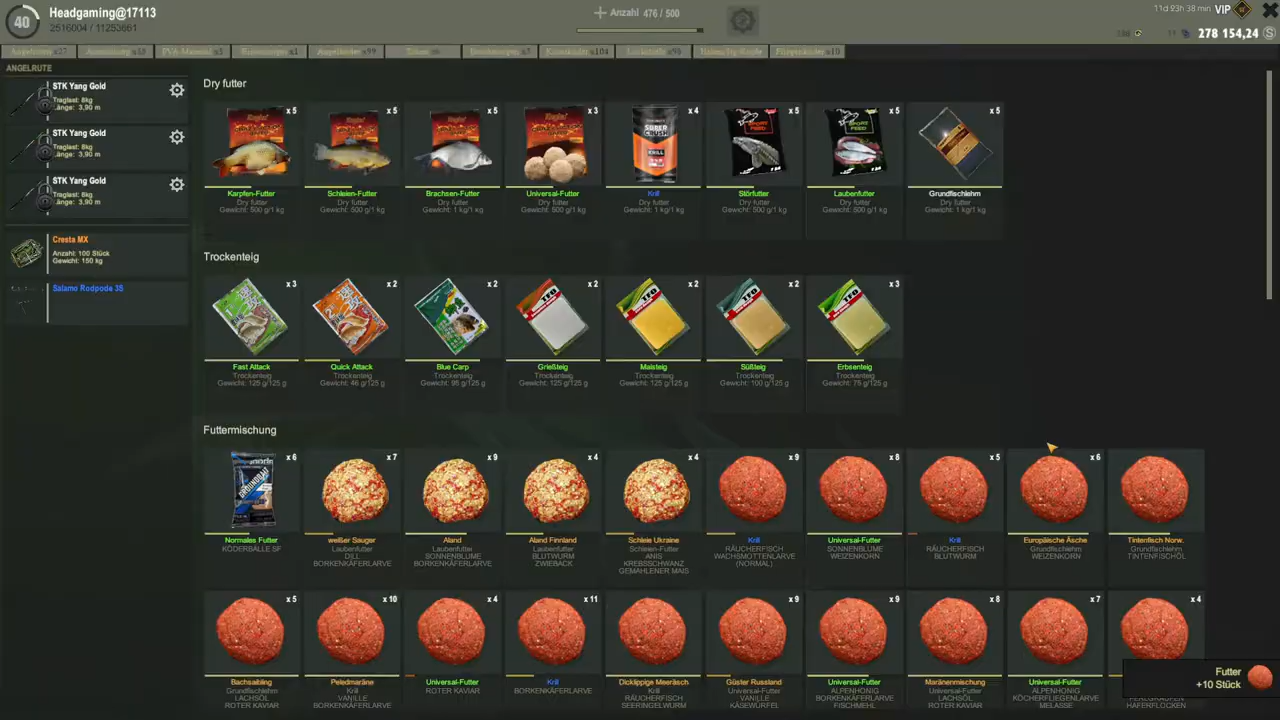 40
Headgaming@17113
2516004 / 11253661
Anzahl 476 / 500
11d 23h 38 min VIP
278 154,24
ANGELRUTE
STK Yang Gold
Traglast: 8kg
Länge: 3,90 m
STK Yang Gold
Traglast: 8kg
Länge: 3,90 m
STK Yang Gold
Traglast: 8kg
Länge: 3,90 m
Cresta MX
Anzahl: 100 Stück
Gewicht: 150 kg
Salamo Rodpode 3S
Dry futter
x 5 x 5 x 5 x 3 x 4 x 5 x 5 x 5
Karpfen-Futter Schleien-Futter Brachsen-Futter Universal-Futter Krill Störfutter Laubenfutter Grundfischlehm
Dry futter Dry futter Dry futter Dry futter Dry futter Dry futter Dry futter Dry futter
Gewicht: 500 g/1 kg Gewicht: 500 g/1 kg Gewicht: 1 kg/1 kg Gewicht: 500 g/1 kg Gewicht: 1 kg/1 kg Gewicht: 500 g/1 kg Gewicht: 500 g/1 kg Gewicht: 1 kg/1 kg
Trockenteig
x 3 x 2 x 2 x 2 x 2 x 2 x 3
Fast Attack Quick Attack Blue Carp Grießteig Maisteig Süßteig Erbsenteig
Trockenteig Trockenteig Trockenteig Trockenteig Trockenteig Trockenteig Trockenteig
Gewicht: 125 g/125 g Gewicht: 46 g/125 g Gewicht: 95 g/125 g Gewicht: 125 g/125 g Gewicht: 125 g/125 g Gewicht: 100 g/125 g Gewicht: 75 g/125 g
Futtermischung
x 6 x 7 x 9 x 4 x 4 x 9 x 8 x 5 x 6
Normales Futter weißer Sauger Aland Aland Finnland Schleie Ukraine Krill Universal-Futter Krill Europäische Äsche Tintenfisch Norw.
KÖDERBÄLLE SF Laubenfutter Laubenfutter Laubenfutter Schleien-Futter RÄUCHERFISCH SONNENBLUME RÄUCHERFISCH Grundfischlehm Grundfischlehm
DILL SONNENBLUME BLUTWURM ANIS WACHSMOTTENLARVE WEIZENKORN BLUTWURM WEIZENKORN TINTENFISCHÖL
BORKENKÄFERLARVE BORKENKÄFERLARVE ZWIEBACK KREBSSCHWANZ (NORMAL)
GEMAHLENER MAIS
x 5 x 10 x 4 x 11 x 9 x 9 x 8 x 7 x 4
Bachsaibling Peledmaräne Universal-Futter Krill Dicklippige Meeräsch Güster Russland Universal-Futter Maränenmischung Universal-Futter
Grundfischlehm Krill ROTER KAVIAR BORKENKÄFERLARVE Krill Universal-Futter ALPENHONIG Universal-Futter ALPENHONIG
LACHSÖL VANILLE RÄUCHERFISCH VANILLE BORKENKÄFERLARVE LACHSÖL KÖCHERFLIEGENLARVE
ROTER KAVIAR BORKENKÄFERLARVE SEERINGELWURM KÄSEWÜRFEL FISCHMEHL ROTER KAVIAR MELASSE HAFERFLOCKEN
Futter
+10 Stück